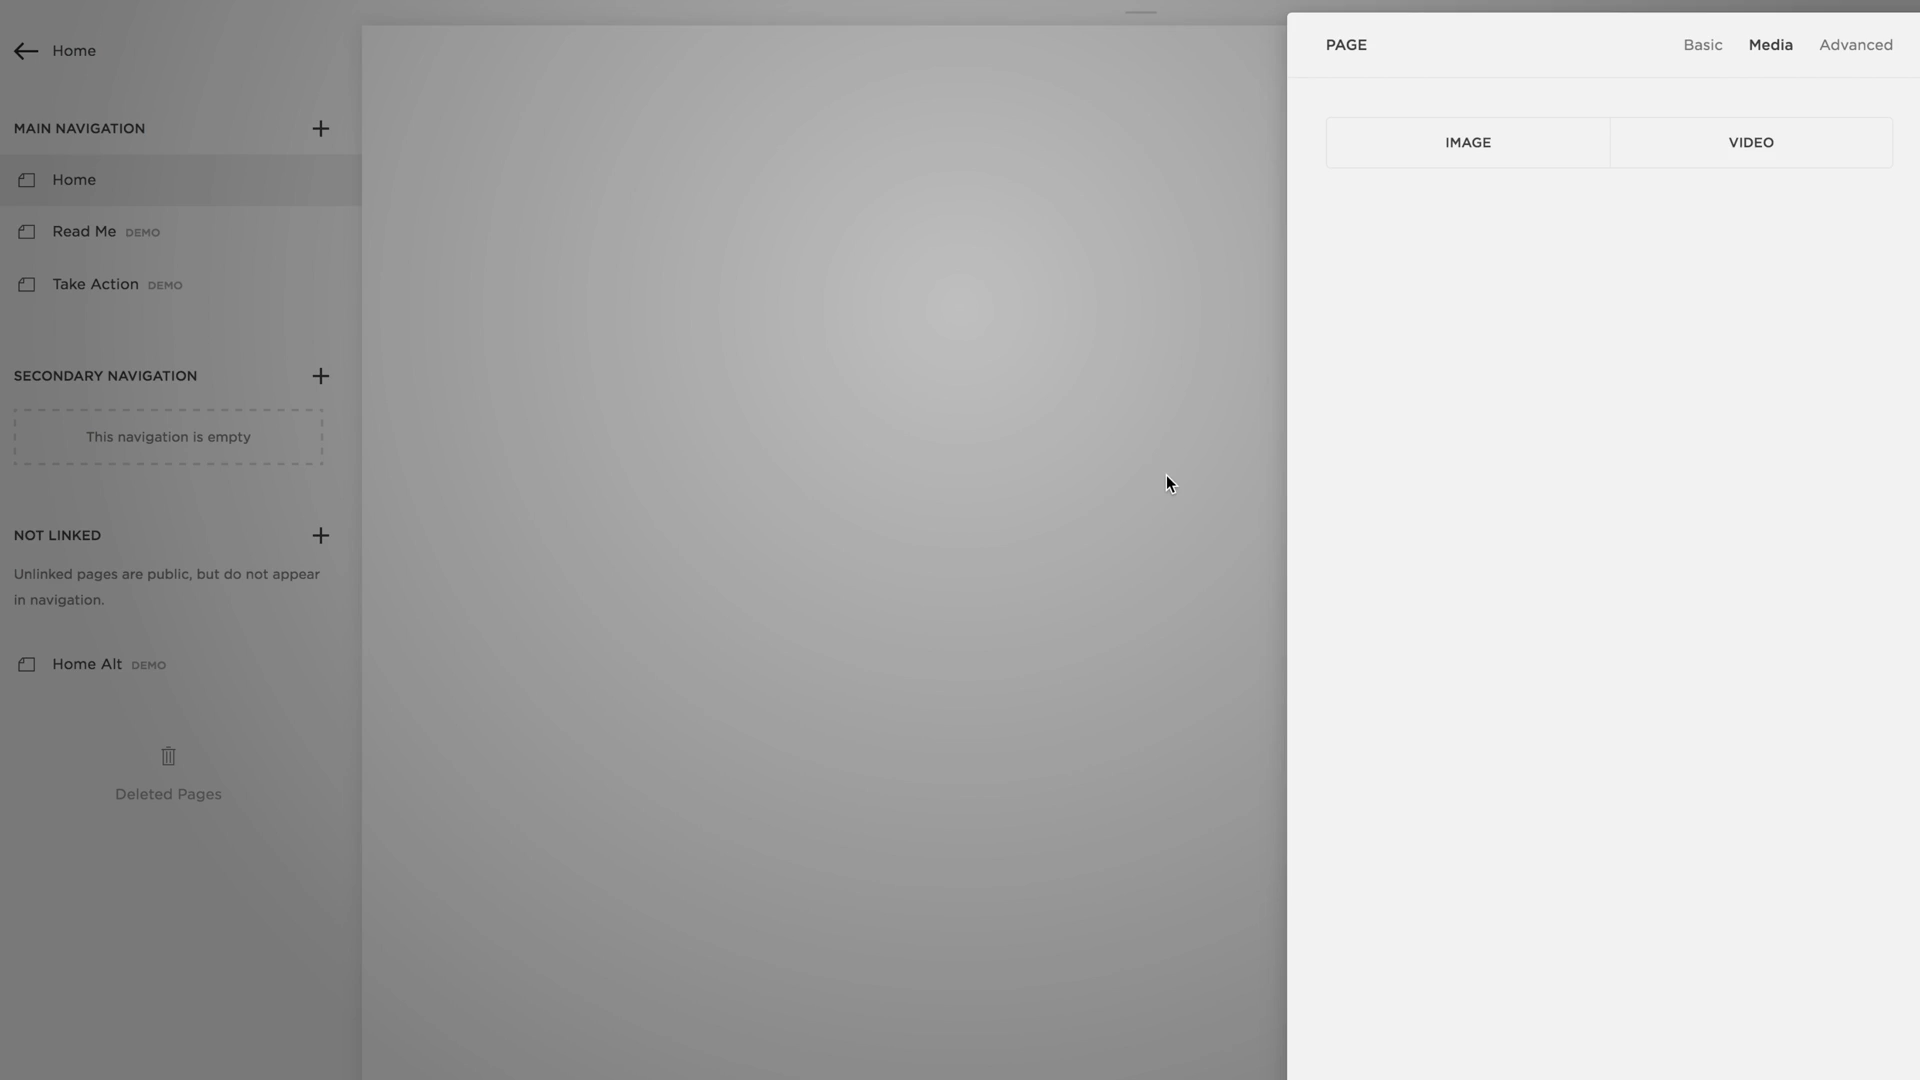 Home
MAIN NAVIGATION
Home
Read Me DEMO
Take Action DEMO
SECONDARY NAVIGATION
This navigation is empty
NOT LINKED
Unlinked pages are public, but do not appear
in navigation.
Home Alt DEMO
Deleted Pages
PAGE Basic Media Advanced
IMAGE VIDEO